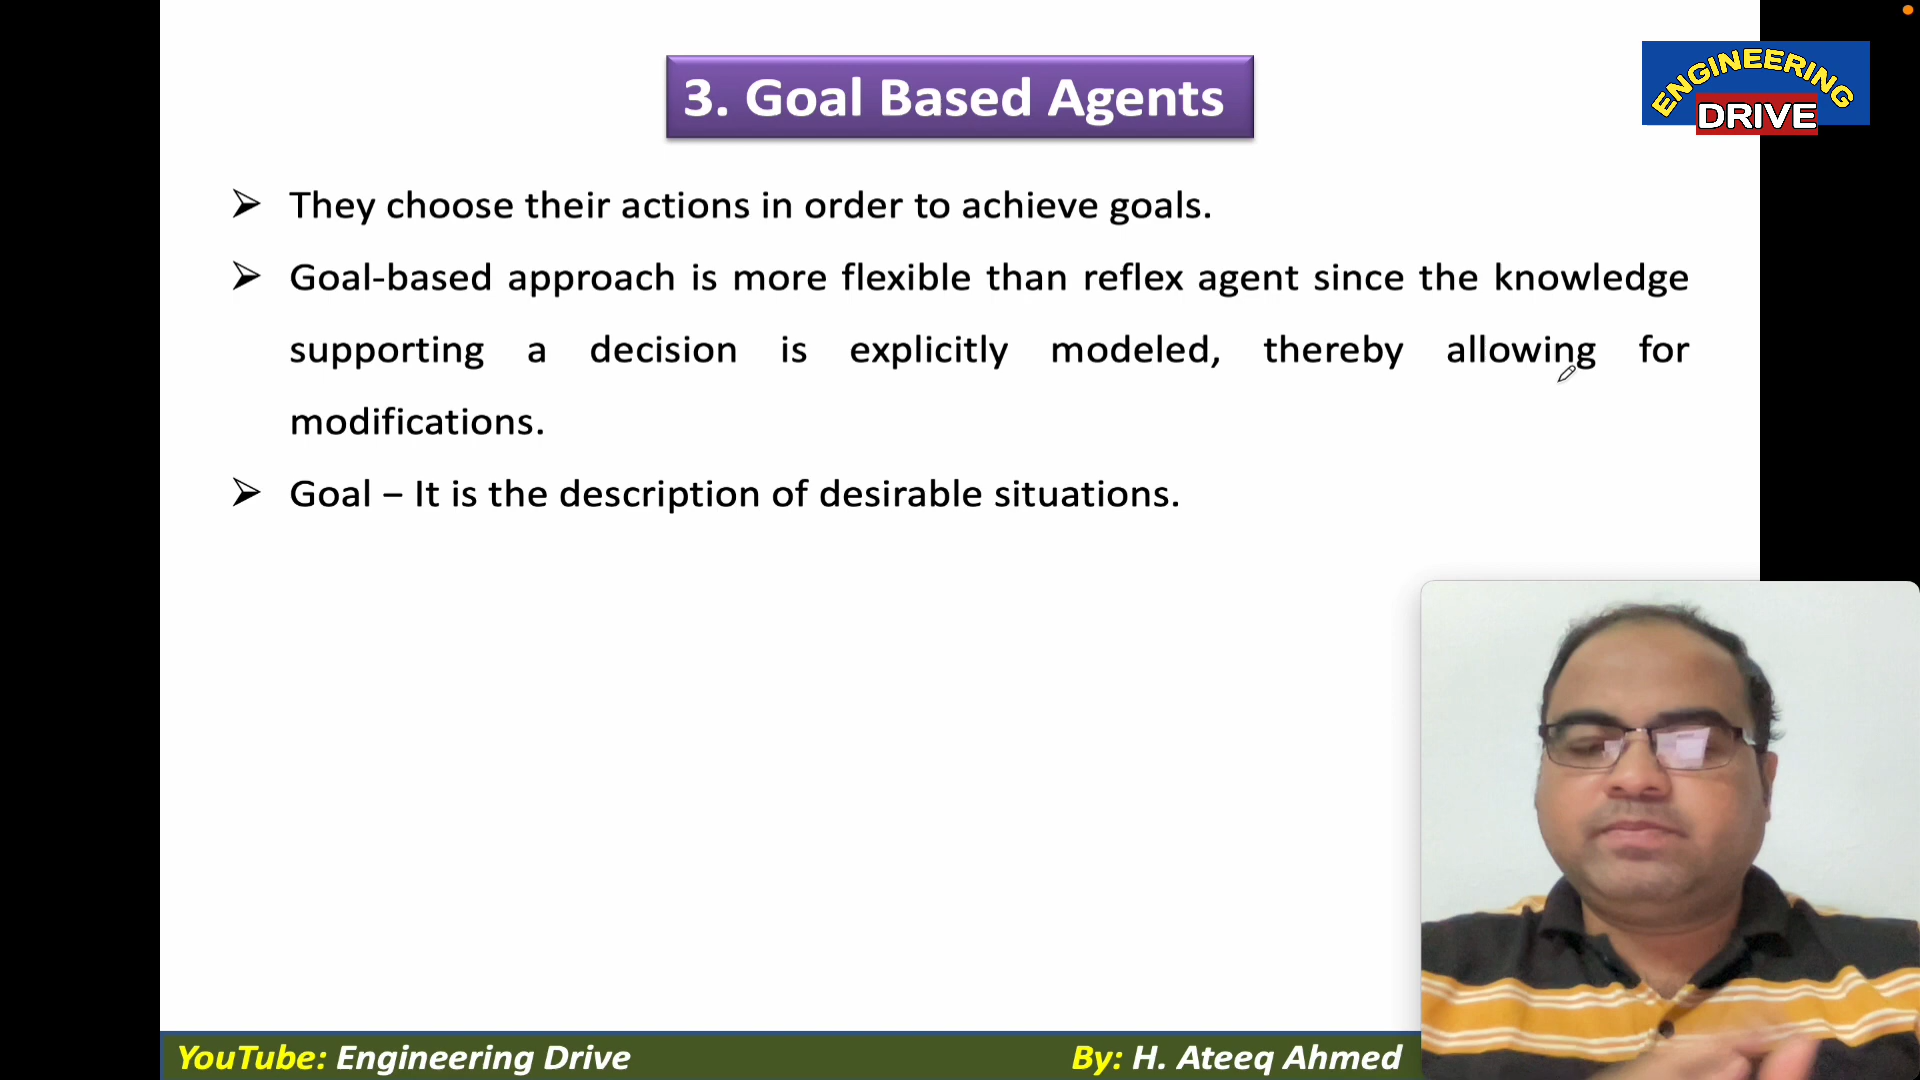 3. Goal Based Agents
ENGINEERING
DRIVE
➢ They choose their actions in order to achieve goals.
➢ Goal-based approach is more flexible than reflex agent since the knowledge
supporting a decision is explicitly modeled, thereby allowing for
modifications.
➢ Goal – It is the description of desirable situations.
YouTube: Engineering Drive
By: H. Ateeq Ahmed